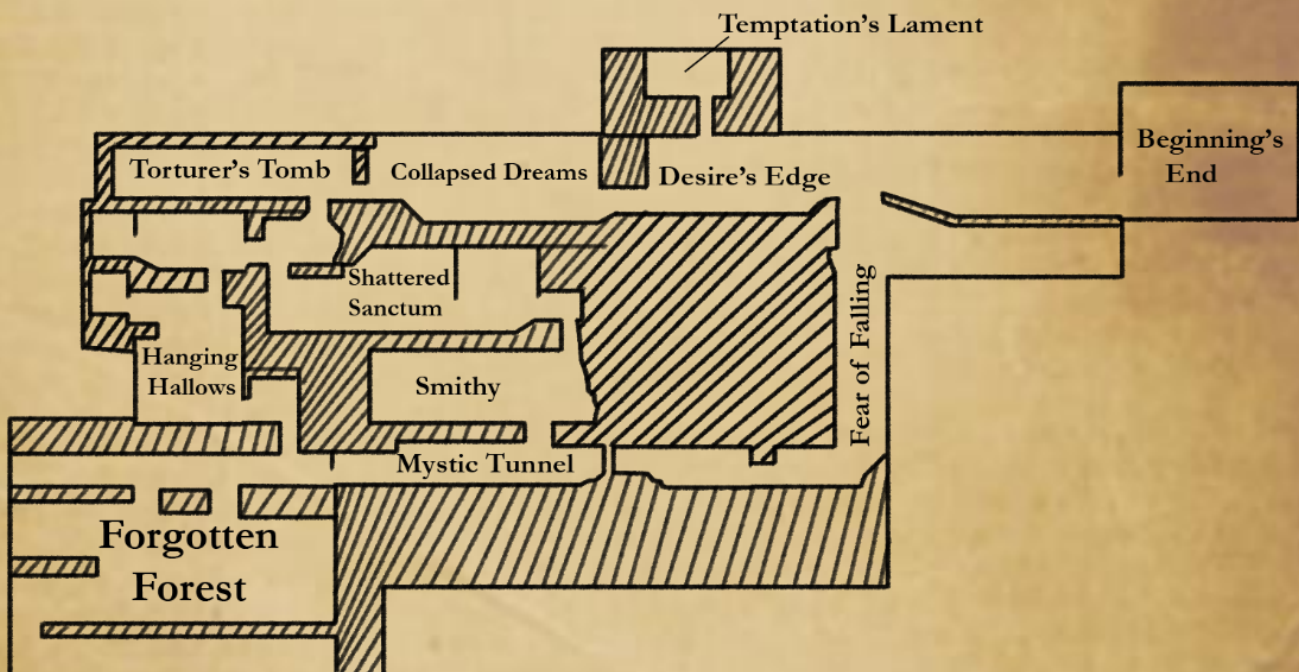 Temptation's Lament
Beginning's
End
Torturer's Tomb
Collapsed Dreams
Desire's Edge
Shattered
Sanctum
Fear of Falling
Hanging
Hallows
Smithy
Mystic Tunnel
Forgotten
Forest